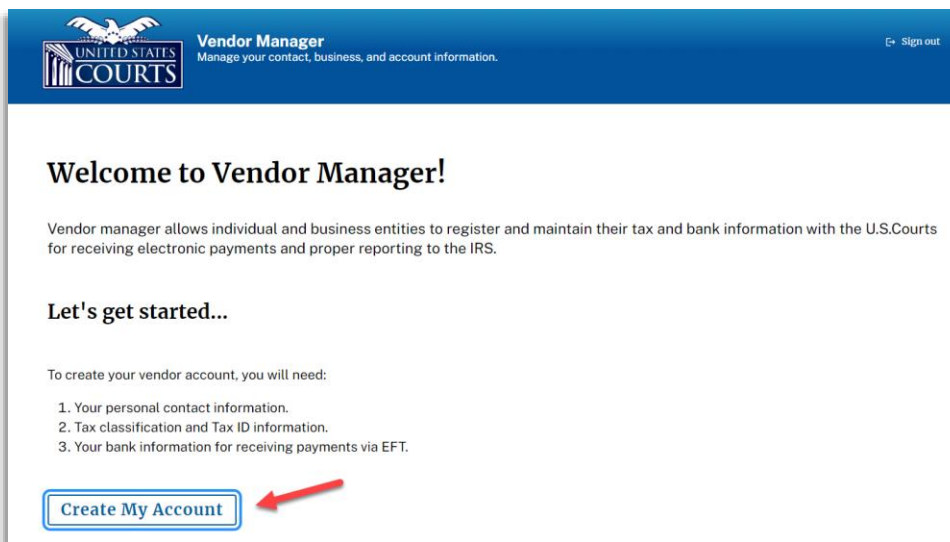 UNITED STATES
COURTS
Vendor Manager
Manage your contact, business, and account information.
Sign out
Welcome to Vendor Manager!
Vendor manager allows individual and business entities to register and maintain their tax and bank information with the U.S.Courts
for receiving electronic payments and proper reporting to the IRS.
Let's get started...
To create your vendor account, you will need:
1. Your personal contact information.
2. Tax classification and Tax ID information.
3. Your bank information for receiving payments via EFT.
Create My Account